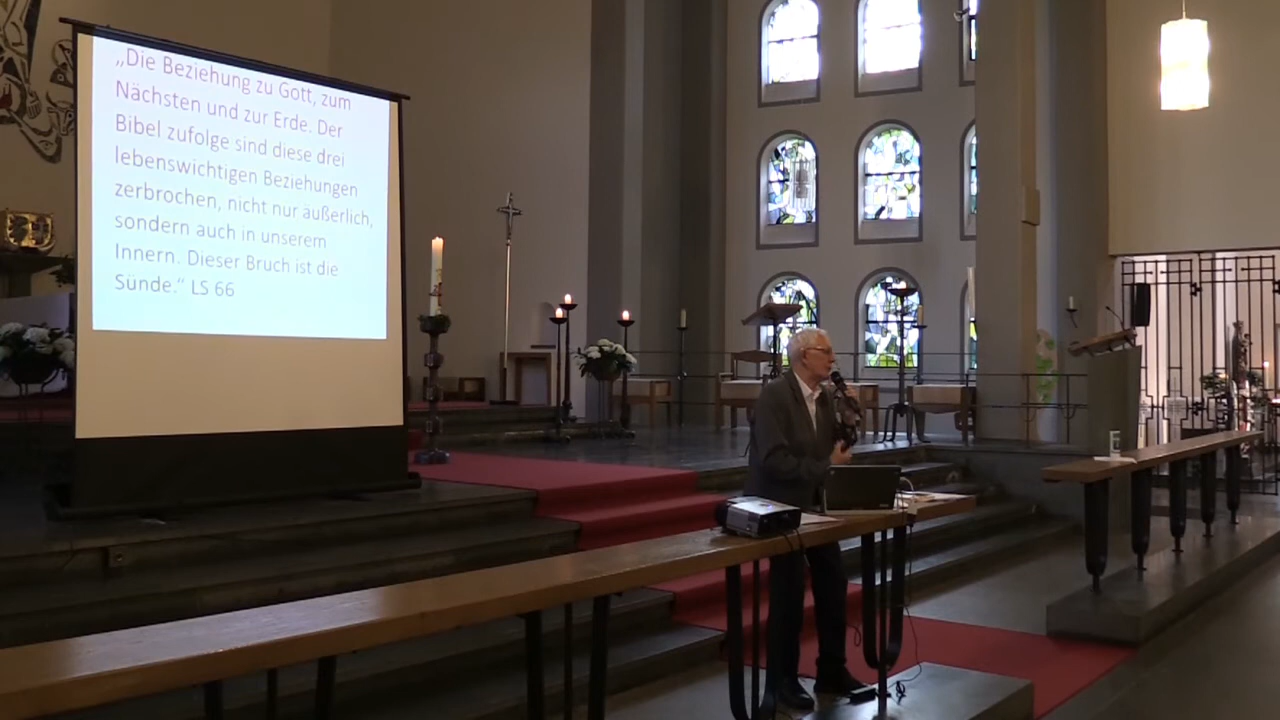 „Die Beziehung zu Gott, zum
Nächsten und zur Erde. Der
Bibel zufolge sind diese drei
lebenswichtigen Beziehungen
zerbrochen, nicht nur äußerlich,
sondern auch in unserem
Innern. Dieser Bruch ist die
Sünde.“ LS 66